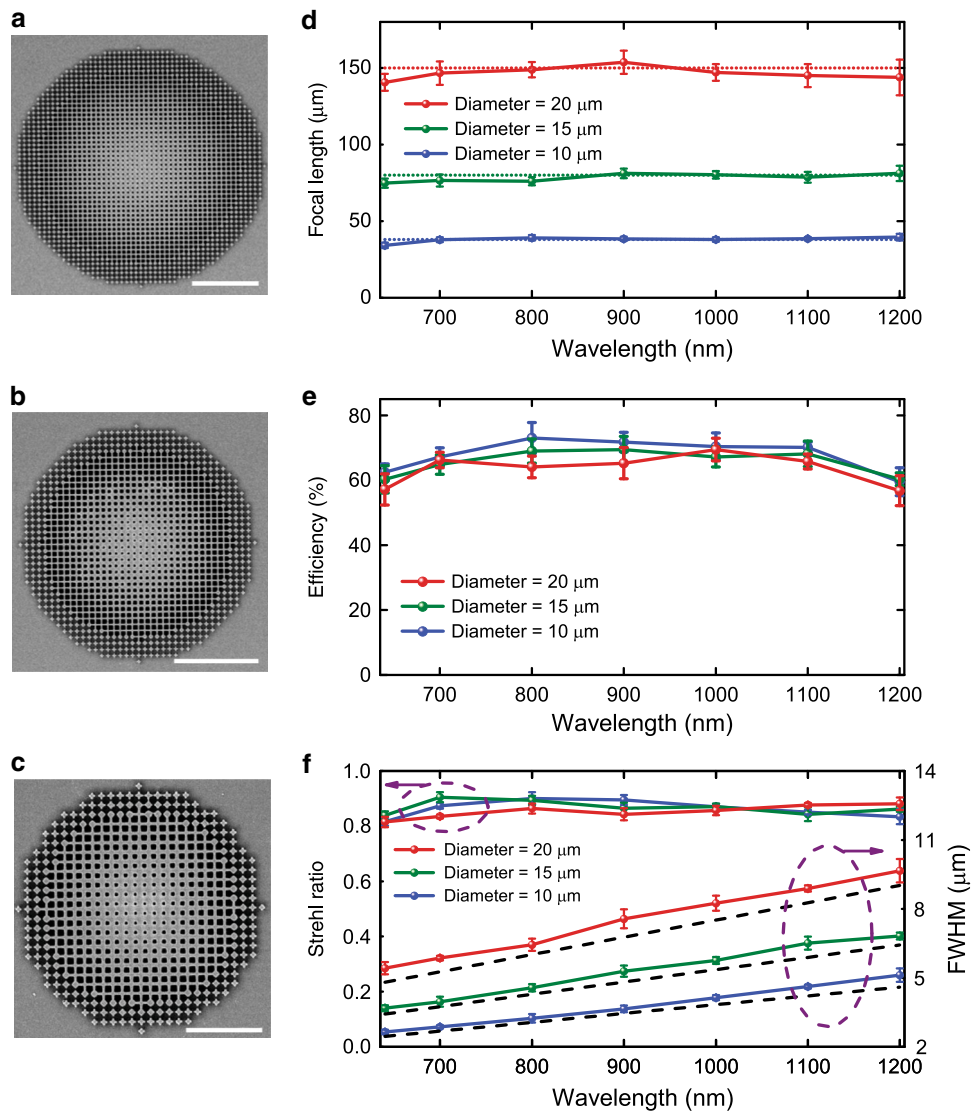 a
b
c
d
150
100
50
0
Focal length (μm)
Diameter = 20 μm
Diameter = 15 μm
Diameter = 10 μm
700 800 900 1000 1100 1200
Wavelength (nm)
e
80
60
40
20
0
Efficiency (%)
Diameter = 20 μm
Diameter = 15 μm
Diameter = 10 μm
700 800 900 1000 1100 1200
Wavelength (nm)
f
1.0
0.8
0.6
0.4
0.2
0.0
Strehl ratio
Diameter = 20 μm
Diameter = 15 μm
Diameter = 10 μm
14
11
8
5
2
FWHM (μm)
700 800 900 1000 1100 1200
Wavelength (nm)